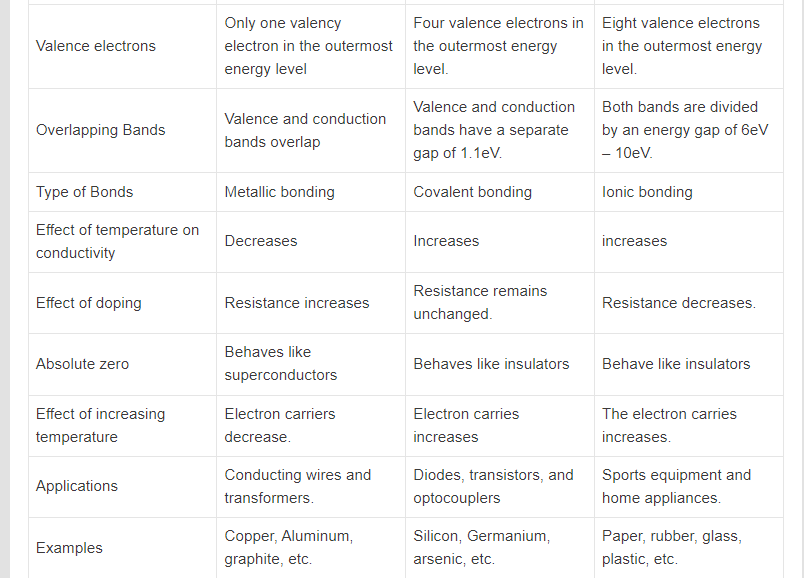 Valence electrons
Only one valency
electron in the outermost
energy level
Four valence electrons in
the outermost energy
level.
Eight valence electrons
in the outermost energy
level.
Overlapping Bands
Valence and conduction
bands overlap
Valence and conduction
bands have a separate
gap of 1.1eV.
Both bands are divided
by an energy gap of 6eV
– 10eV.
Type of Bonds
Metallic bonding
Covalent bonding
Ionic bonding
Effect of temperature on
conductivity
Decreases
Increases
increases
Effect of doping
Resistance increases
Resistance remains
unchanged.
Resistance decreases.
Absolute zero
Behaves like
superconductors
Behaves like insulators
Behave like insulators
Effect of increasing
temperature
Electron carriers
decrease.
Electron carries
increases
The electron carries
increases.
Applications
Conducting wires and
transformers.
Diodes, transistors, and
optocouplers
Sports equipment and
home appliances.
Examples
Copper, Aluminum,
graphite, etc.
Silicon, Germanium,
arsenic, etc.
Paper, rubber, glass,
plastic, etc.